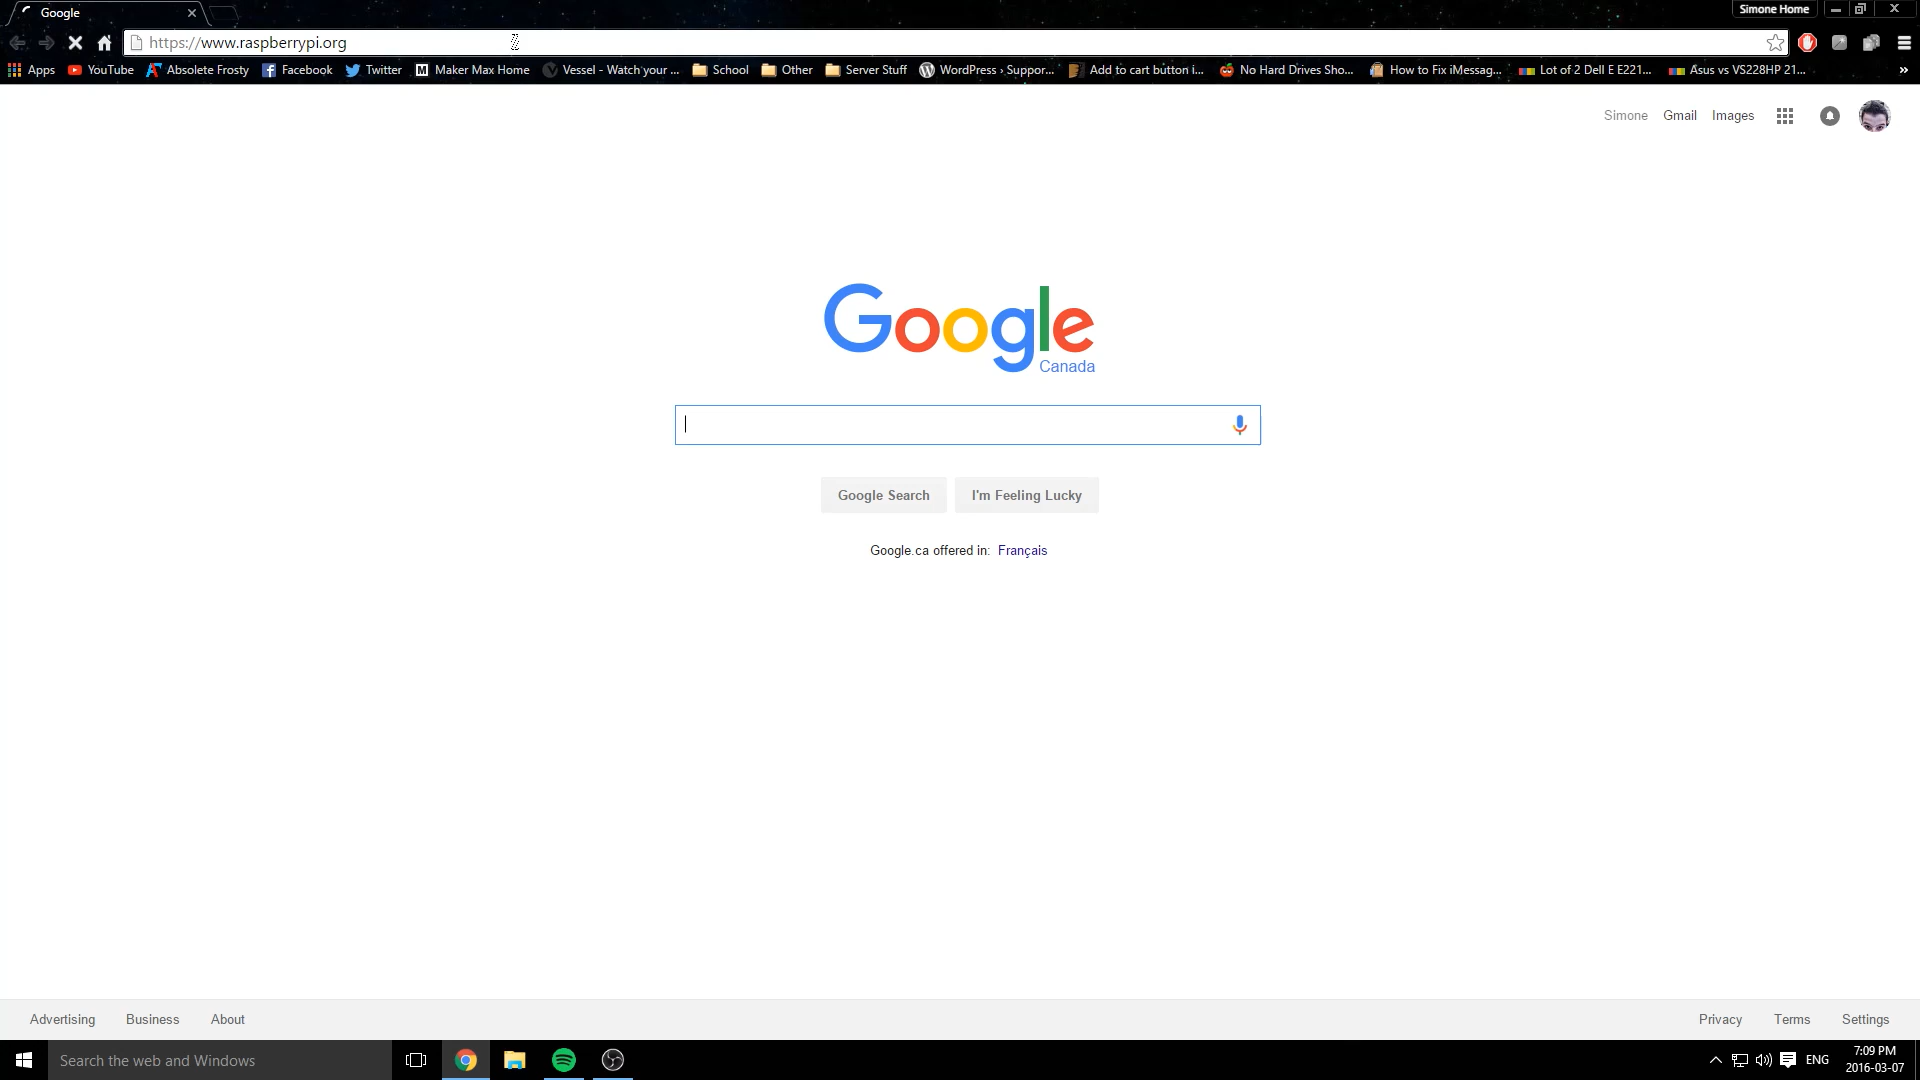 Google
Simone Home
https://www.raspberrypi.org
Apps YouTube Absolete Frosty Facebook Twitter Maker Max Home Vessel - Watch your ... School Other Server Stuff WordPress › Suppor... Add to cart button i... No Hard Drives Sho... How to Fix iMessag... Lot of 2 Dell E E221... Asus vs VS228HP 21... »
Simone Gmail Images
Google
Canada
Google Search I'm Feeling Lucky
Google.ca offered in: Français
Advertising Business About Privacy Terms Settings
Search the web and Windows
ENG
7:09 PM
2016-03-07